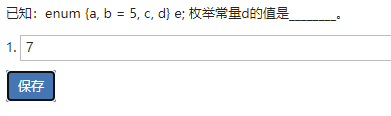 已知：enum {a, b = 5, c, d} e; 枚举常量d的值是________。
1. 7
保存